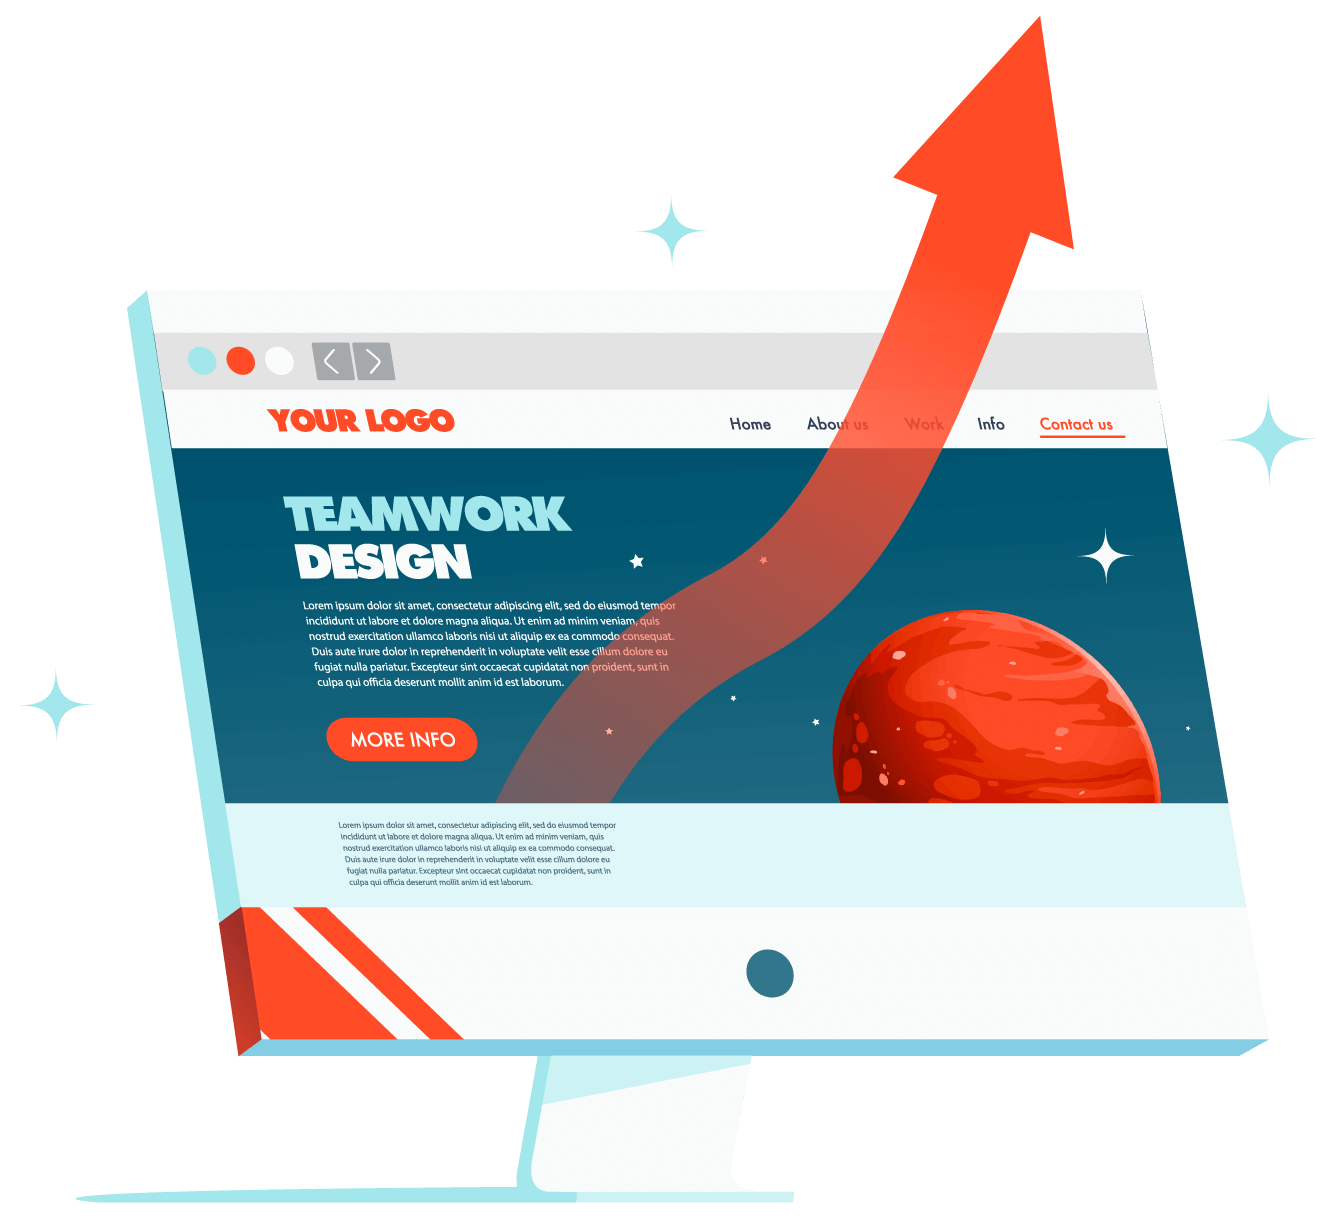 YOUR LOGO
Home About us Work Info Contact us
TEAMWORK
DESIGN
Lorem ipsum dolor sit amet, consectetur adipiscing elit, sed do eiusmod tempor
incididunt ut labore et dolore magna aliqua. Ut enim ad minim veniam, quis
nostrud exercitation ullamco laboris nisi ut aliquip ex ea commodo consequat.
Duis aute irure dolor in reprehenderit in voluptate velit esse cillum dolore eu
fugiat nulla pariatur. Excepteur sint occaecat cupidatat non proident, sunt in
culpa qui officia deserunt mollit anim id est laborum.
MORE INFO
Lorem ipsum dolor sit amet, consectetur adipiscing elit, sed do eiusmod tempor
incididunt ut labore et dolore magna aliqua. Ut enim ad minim veniam, quis
nostrud exercitation ullamco laboris nisi ut aliquip ex ea commodo consequat.
Duis aute irure dolor in reprehenderit in voluptate velit esse cillum dolore eu
fugiat nulla pariatur. Excepteur sint occaecat cupidatat non proident, sunt in
culpa qui officia deserunt mollit anim id est laborum.